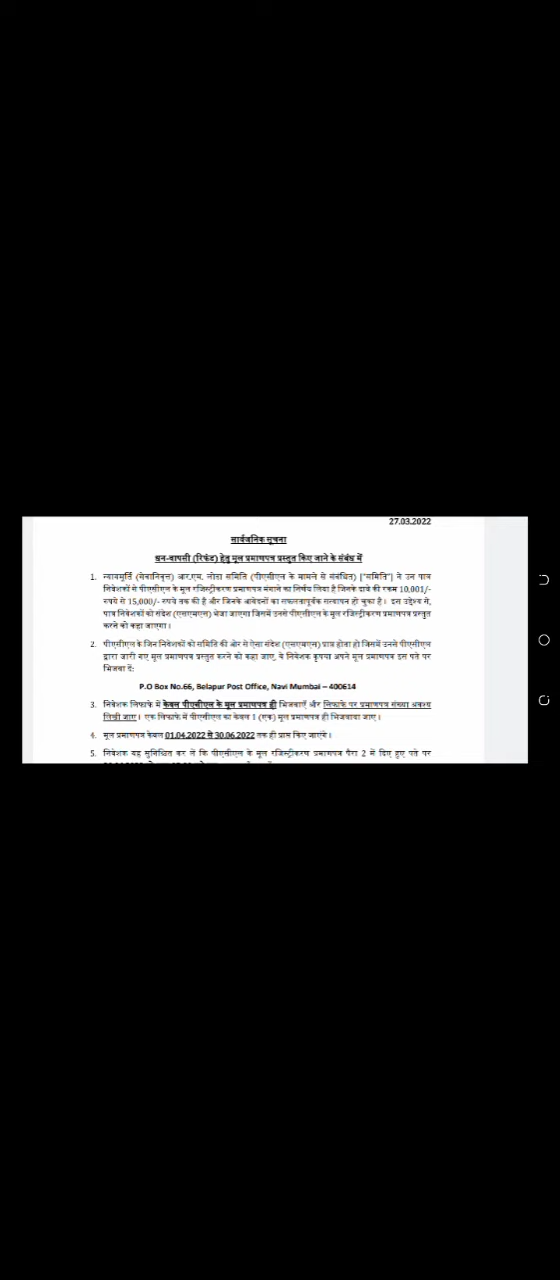 27.03.2022
सार्वजनिक सूचना
धन-वापसी (रिफंड) हेतु मूल प्रमाणपत्र प्रस्तुत किए जाने के संबंध में
1. न्यायमूर्ति (सेवानिवृत्त) आर.एम. लोढा समिति (पीएसीएल के मामले से संबंधित) ["समिति"] ने उन पात्र
निवेशकों से पीएसीएल के मूल रजिस्ट्रीकरण प्रमाणपत्र मंगाने का निर्णय लिया है जिनके दावे की रकम 10,001/-
रुपये से 15,000/- रुपये तक की है और जिनके आवेदनों का सफलतापूर्वक सत्यापन हो चुका है। इस उद्देश्य से,
पात्र निवेशकों को संदेश (एसएमएस) भेजा जाएगा जिसमें उनसे पीएसीएल के मूल रजिस्ट्रीकरण प्रमाणपत्र प्रस्तुत
करने को कहा जाएगा।
2. पीएसीएल के जिन निवेशकों को समिति की ओर से ऐसा संदेश (एसएमएस) प्राप्त होता हो जिसमें उनसे पीएसीएल
द्वारा जारी गए मूल प्रमाणपत्र प्रस्तुत करने को कहा जाए, वे निवेशक कृपया अपने मूल प्रमाणपत्र इस पते पर
भिजवा दें:
P.O Box No.66, Belapur Post Office, Navi Mumbai – 400614
3. निवेशक लिफाफे में केवल पीएसीएल के मूल प्रमाणपत्र ही भिजवाएँ और लिफाफे पर प्रमाणपत्र संख्या अवश्य
लिखी जाए। एक लिफाफे में पीएसीएल का केवल 1 (एक) मूल प्रमाणपत्र ही भिजवाया जाए।
4. मूल प्रमाणपत्र केवल 01.04.2022 से 30.06.2022 तक ही प्राप्त किए जाएंगे।
5. निवेशक यह सुनिश्चित कर लें कि पीएसीएल के मूल रजिस्ट्रीकरण प्रमाणपत्र पैरा 2 में दिए हुए पते पर